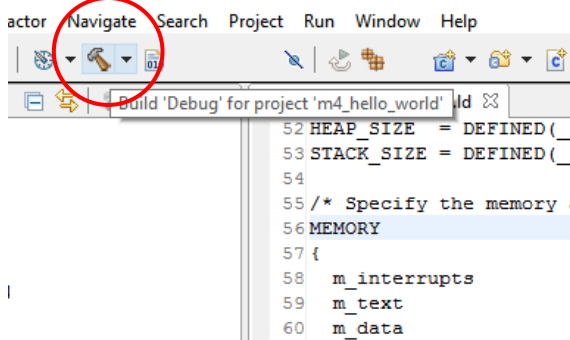 actor Navigate Search Project Run Window Help
Build 'Debug' for project 'm4_hello_world' ld
52 HEAP_SIZE = DEFINED(_
53 STACK_SIZE = DEFINED(_
54
55 /* Specify the memory
56 MEMORY
57 {
58 m_interrupts
59 m_text
60 m_data